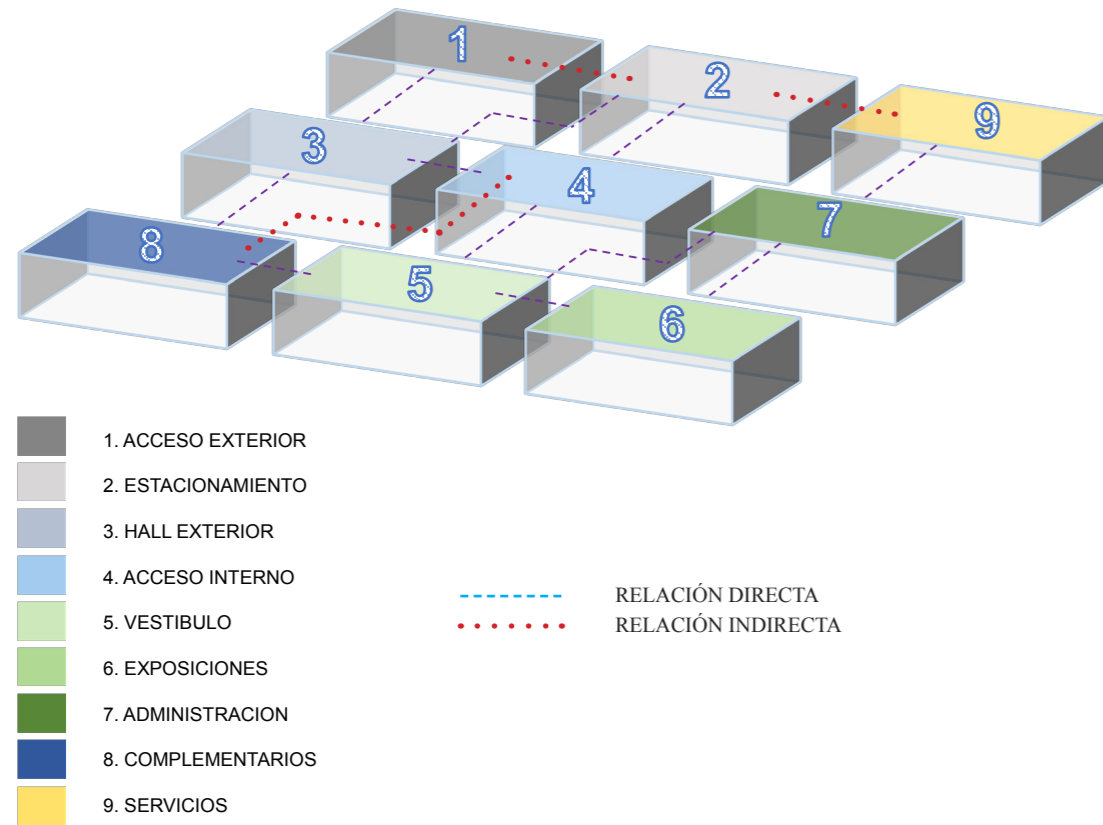 1
2
9
3
4
7
8
5
6
1. ACCESO EXTERIOR
2. ESTACIONAMIENTO
3. HALL EXTERIOR
4. ACCESO INTERNO
5. VESTIBULO
6. EXPOSICIONES
7. ADMINISTRACION
8. COMPLEMENTARIOS
9. SERVICIOS
RELACIÓN DIRECTA
RELACIÓN INDIRECTA